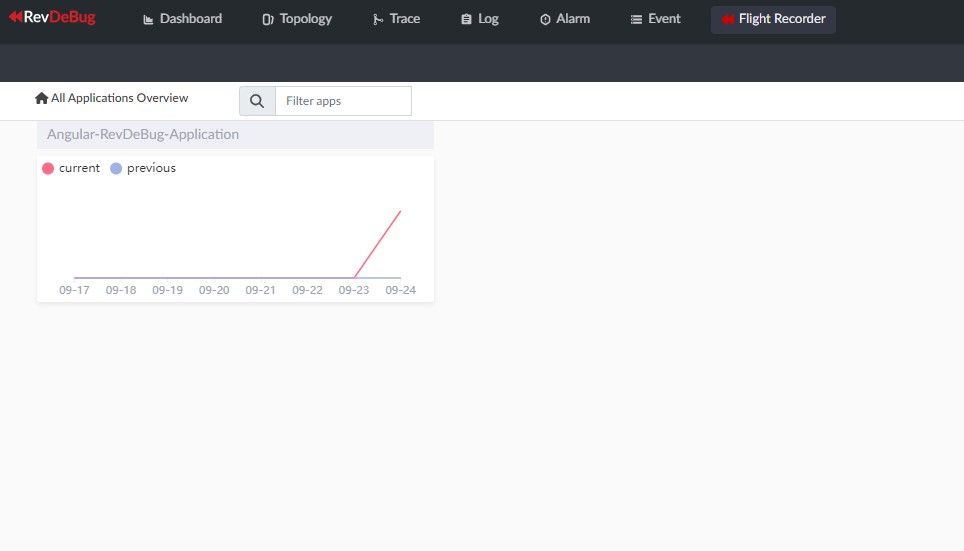 RevDeBug Dashboard Topology Trace Log Alarm Event Flight Recorder
All Applications Overview Filter apps
Angular-RevDeBug-Application
current previous
09-17 09-18 09-19 09-20 09-21 09-22 09-23 09-24